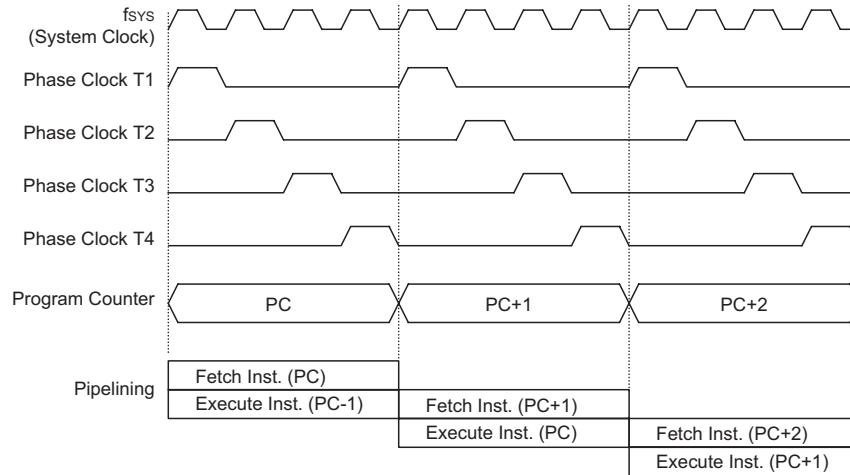 fSYS
(System Clock)
Phase Clock T1
Phase Clock T2
Phase Clock T3
Phase Clock T4
Program Counter PC PC+1 PC+2
Pipelining
Fetch Inst. (PC)
Execute Inst. (PC-1) Fetch Inst. (PC+1)
Execute Inst. (PC) Fetch Inst. (PC+2)
Execute Inst. (PC+1)